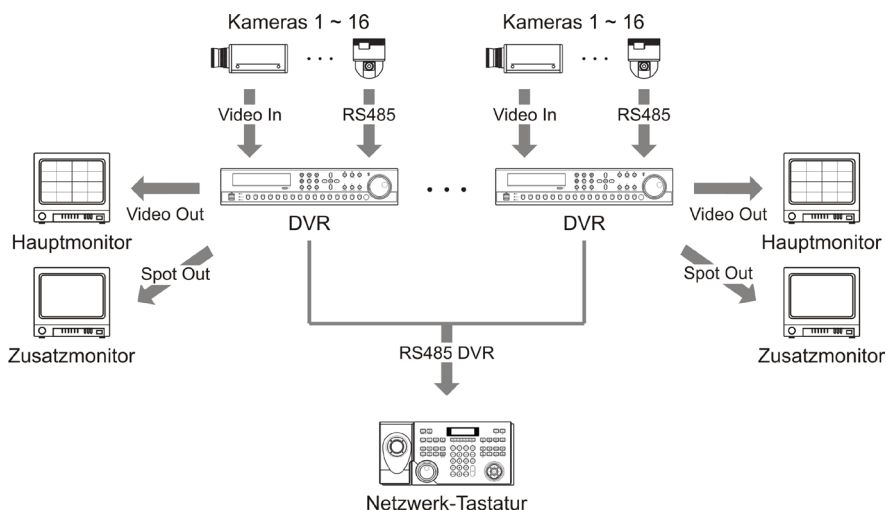 Kameras 1 ~ 16
Kameras 1 ~ 16
Video In
RS485
Video In
RS485
Video Out
Video Out
Hauptmonitor
DVR
DVR
Hauptmonitor
Spot Out
Spot Out
Zusatzmonitor
RS485 DVR
Zusatzmonitor
Netzwerk-Tastatur